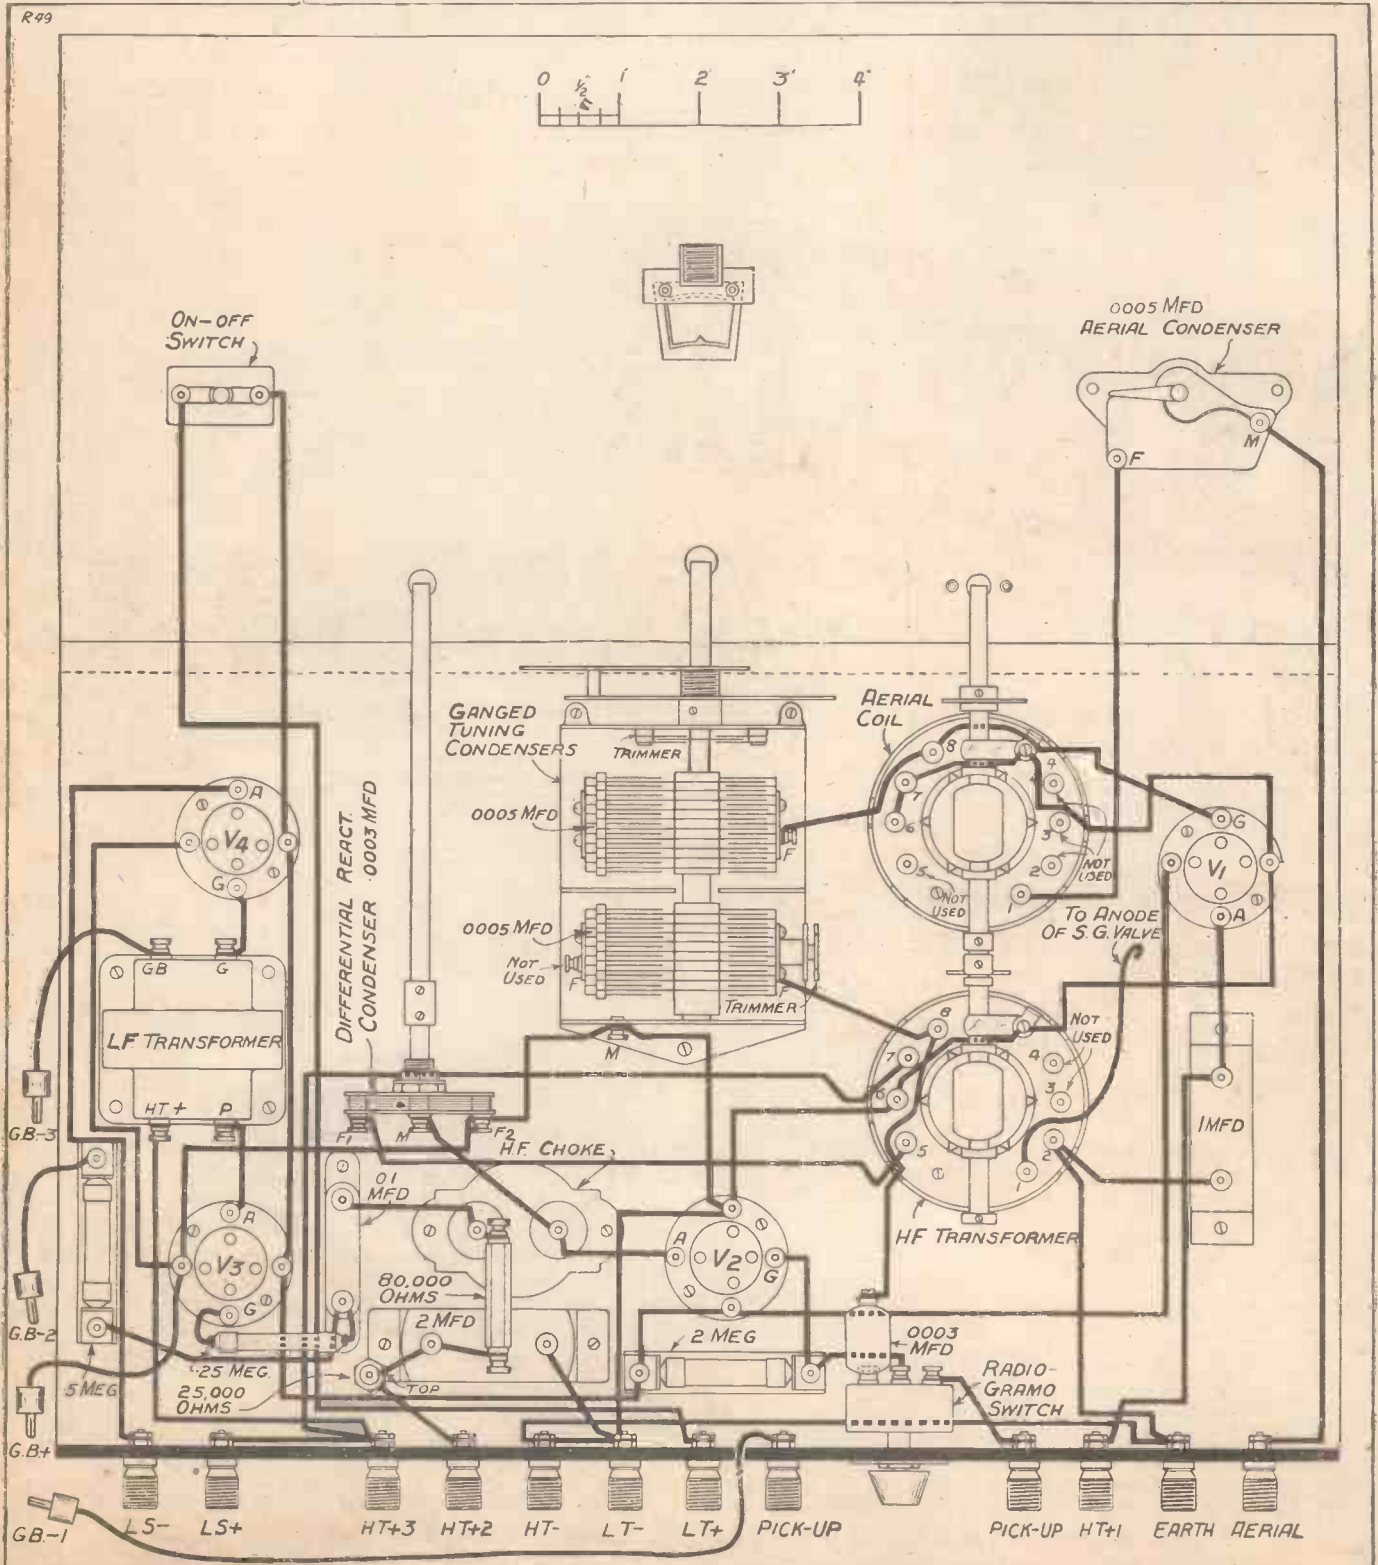 R49
0 ½ 1" 2" 3" 4"
ON-OFF
SWITCH
0005 MFD
AERIAL CONDENSER
M
F
GANGED
TUNING
CONDENSERS
TRIMMER
AERIAL
COIL
8
4
7
3
6
NOT
USED
5
2
NOT
USED
1
0005 MFD
F
0005 MFD
NOT
USED
F
F
TRIMMER
M
DIFFERENTIAL REACT.
CONDENSER .0003 MFD
A
V4
G
G
V1
A
TO ANODE
OF S.G. VALVE
GB
G
LF TRANSFORMER
HT+
P
GB-3
8
NOT
USED
7
4
6
3
5
2
1
HF TRANSFORMER
1 MFD
F1
M
F2
H.F. CHOKE
01
MFD
A
V3
G
80,000
OHMS
2 MFD
A
V2
G
GB-2
.5 MEG
.25 MEG.
25,000
OHMS
TOP
2 MEG
0003
MFD
RADIO-
GRAMO
SWITCH
G.B+
GB.-1
LS-
LS+
HT+3
HT+2
HT-
LT-
LT+
PICK-UP
PICK-UP
HT+1
EARTH
AERIAL